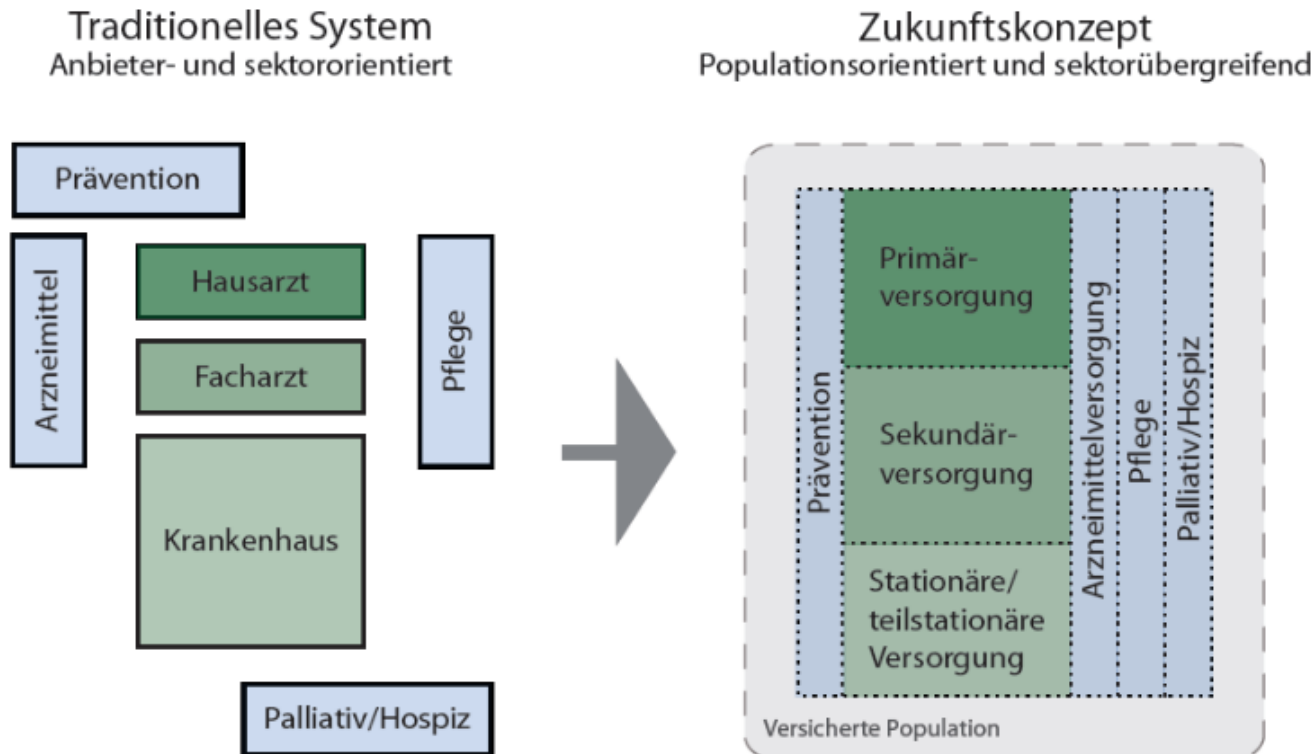 Traditionelles System
Anbieter- und sektororientiert
Prävention
Arzneimittel
Hausarzt
Facharzt
Krankenhaus
Pflege
Palliativ/Hospiz
Zukunftskonzept
Populationsorientiert und sektorübergreifend
Prävention
Primär-
versorgung
Sekundär-
versorgung
Stationäre/
teilstationäre
Versorgung
Arzneimittelversorgung
Pflege
Palliativ/Hospiz
Versicherte Population